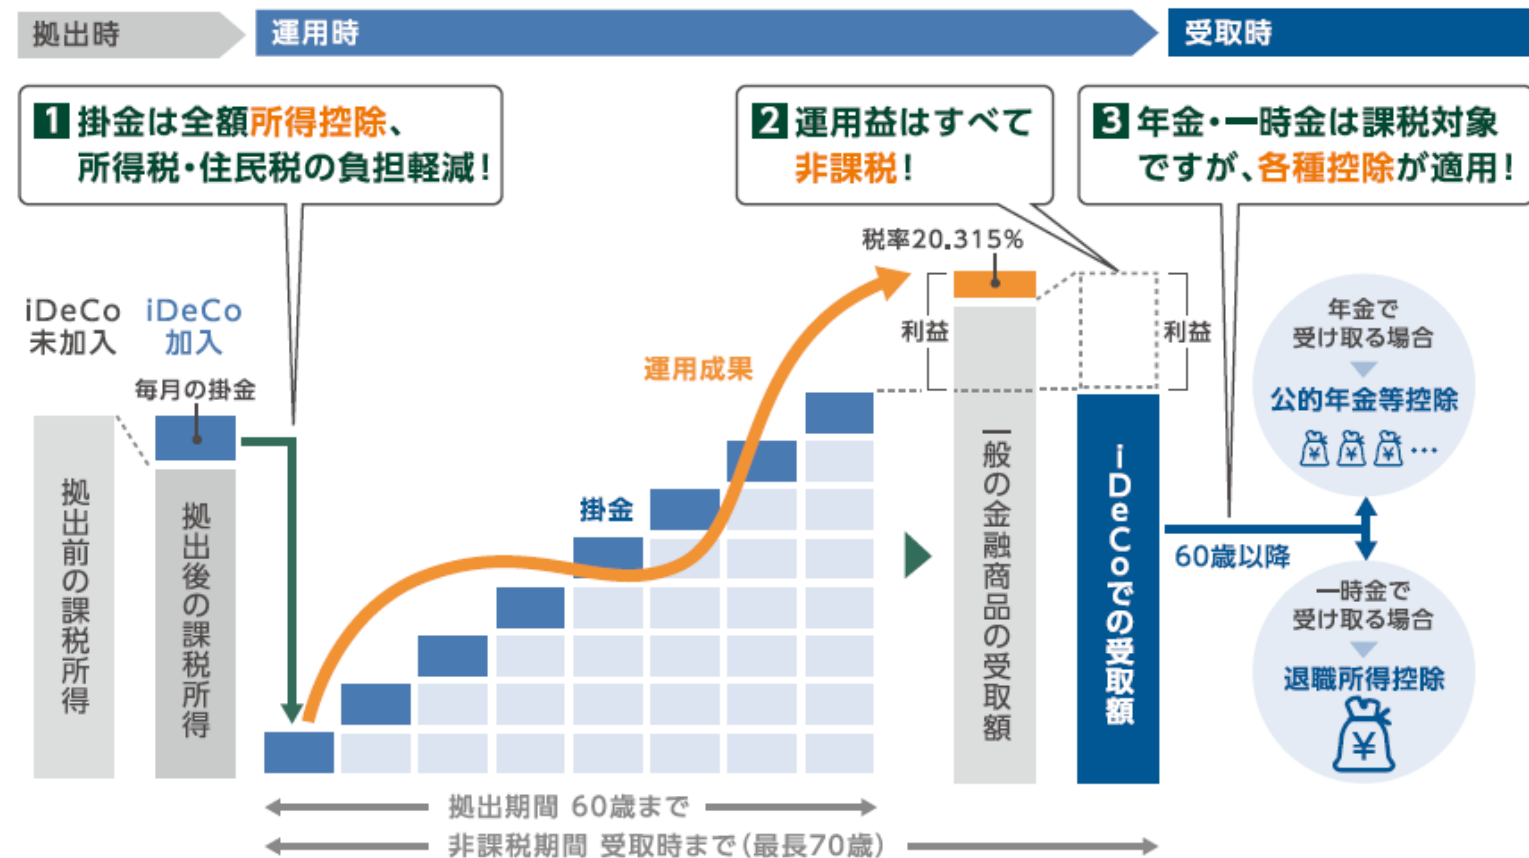 拠出時
運用時
受取時
1 掛金は全額所得控除、
所得税・住民税の負担軽減!
2 運用益はすべて
非課税!
3 年金・一時金は課税対象
ですが、各種控除が適用!
税率20.315%
iDeCo
未加入
iDeCo
加入
毎月の掛金
拠出前の課税所得
拠出後の課税所得
運用成果
掛金
利益
利益
一般の金融商品の受取額
iDeCoでの受取額
60歳以降
年金で
受け取る場合
公的年金等控除
¥ ¥ ¥ …
一時金で
受け取る場合
退職所得控除
¥
拠出期間 60歳まで
非課税期間 受取時まで(最長70歳)